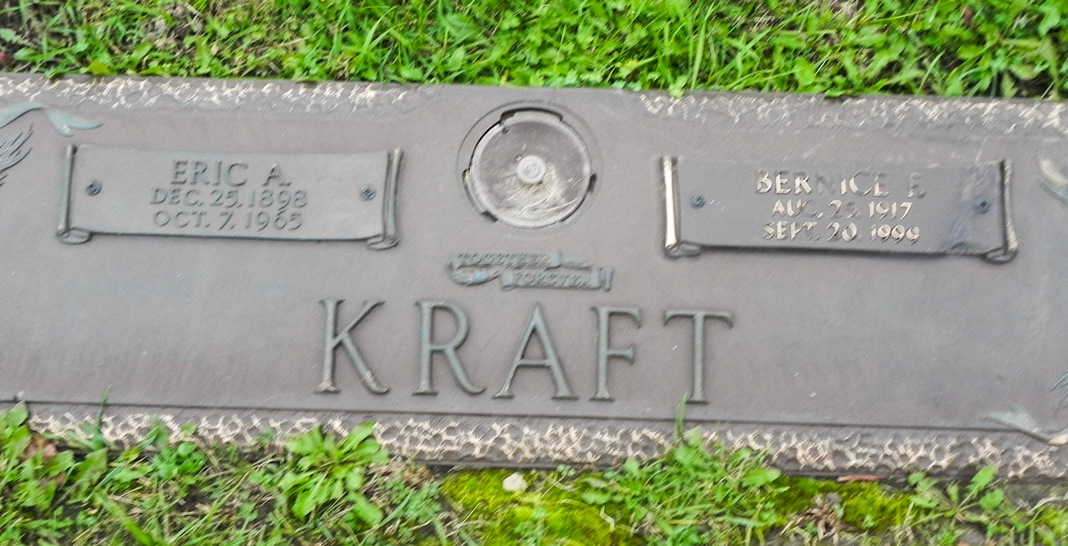 ERIC A.
DEC. 25, 1898
OCT. 7, 1965
BERNICE E.
AUG. 25, 1917
SEPT. 20, 1999
TOGETHER
FOREVER
KRAFT